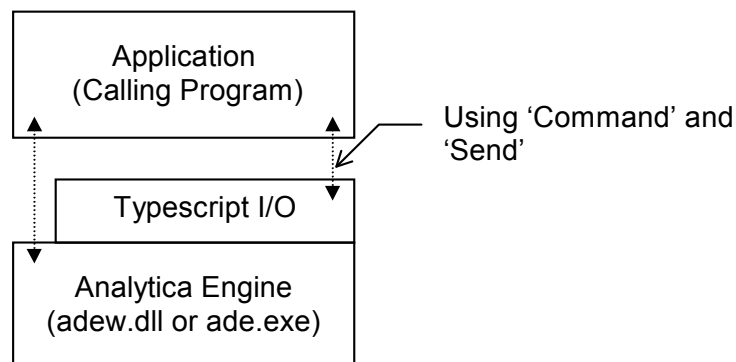 Application
(Calling Program)
Using ‘Command’ and
‘Send’
Typescript I/O
Analytica Engine
(adew.dll or ade.exe)